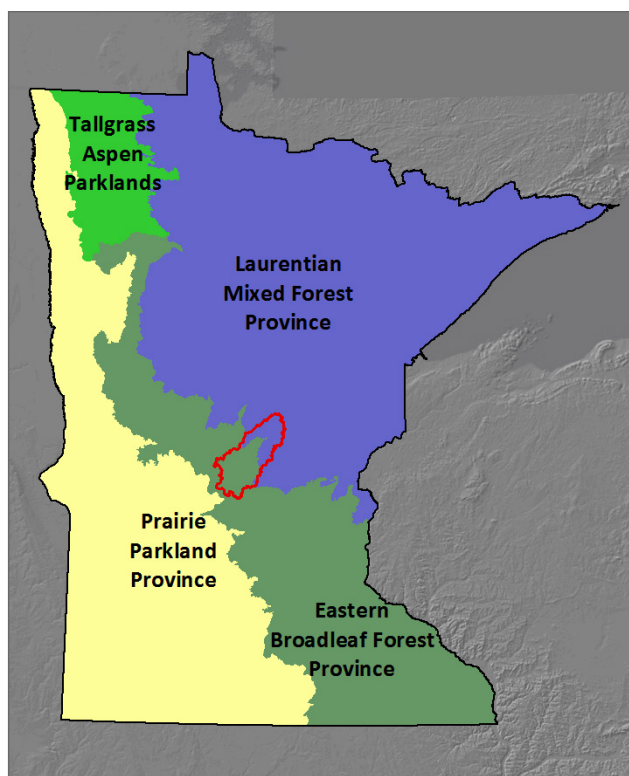 Tallgrass
Aspen
Parklands
Laurentian
Mixed Forest
Province
Prairie
Parkland
Province
Eastern
Broadleaf Forest
Province